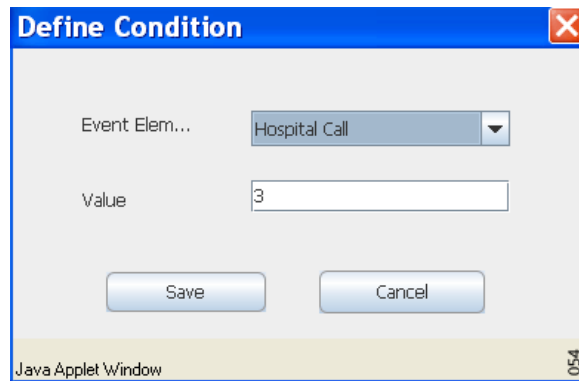 Define Condition
Event Elem... Hospital Call
Value 3
Save Cancel
Java Applet Window
054